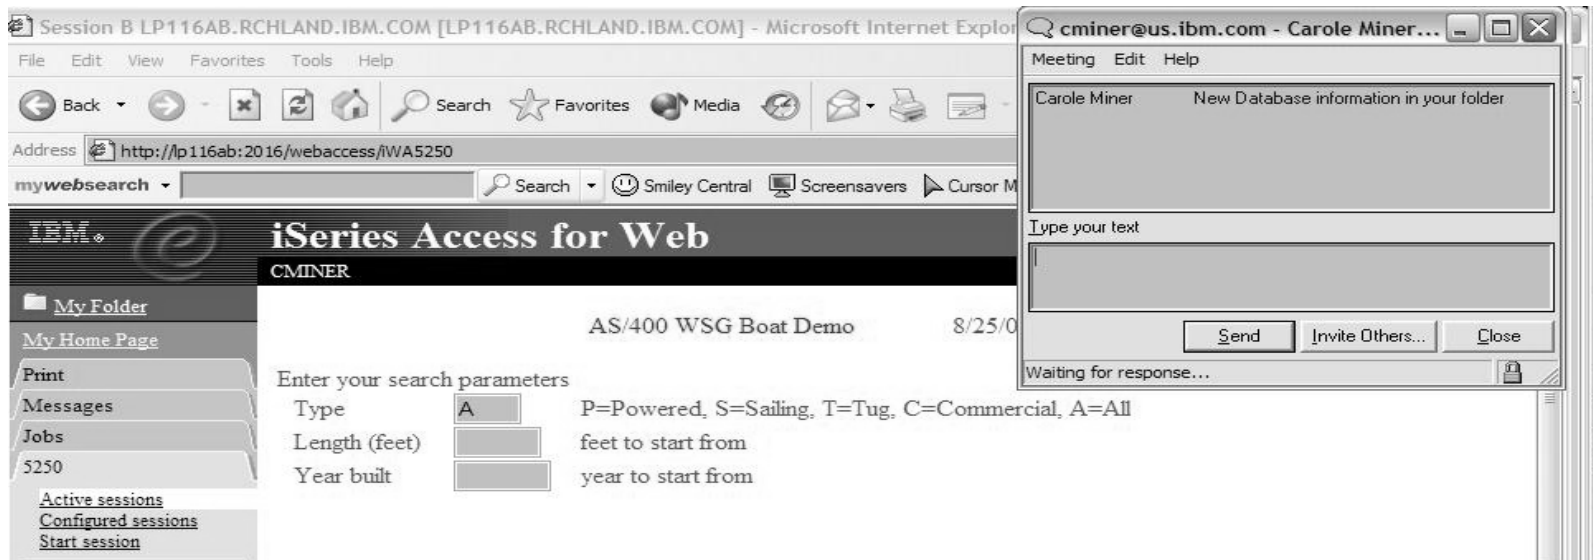 Session B LP116AB.RCHLAND.IBM.COM [LP116AB.RCHLAND.IBM.COM] - Microsoft Internet Explor
File Edit View Favorites Tools Help
Back Search Favorites Media
Address http://lp116ab:2016/webaccess/iWA5250
mywebsearch Search Smiley Central Screensavers Cursor M
IBM® e iSeries Access for Web
CMINER
My Folder
My Home Page
Print
Messages
Jobs
5250
Active sessions
Configured sessions
Start session
AS/400 WSG Boat Demo 8/25/0
Enter your search parameters
Type A P=Powered, S=Sailing, T=Tug, C=Commercial, A=All
Length (feet) feet to start from
Year built year to start from
cminer@us.ibm.com - Carole Miner...
Meeting Edit Help
Carole Miner New Database information in your folder
Type your text
Send Invite Others... Close
Waiting for response...